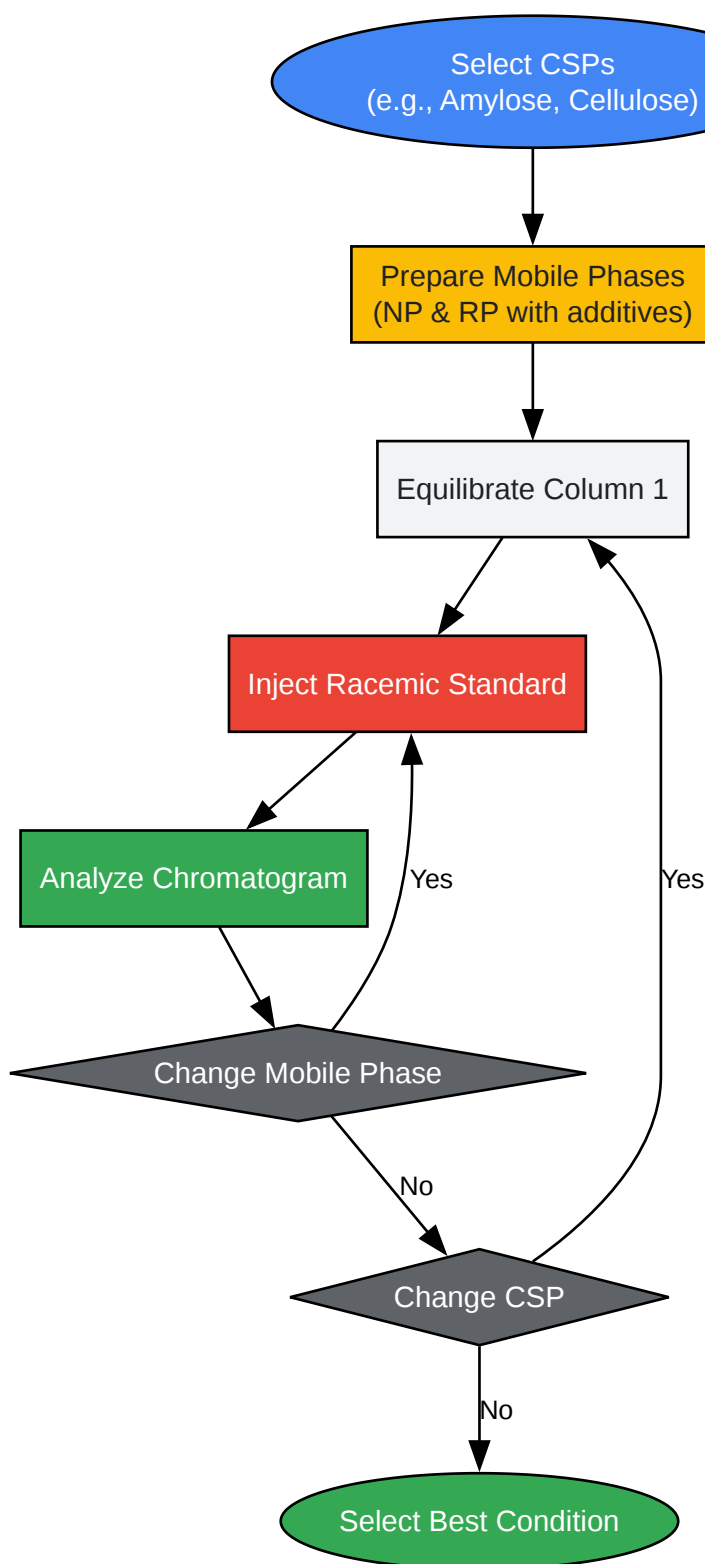 Select CSPs
(e.g., Amylose, Cellulose)
Prepare Mobile Phases
(NP & RP with additives)
Equilibrate Column 1
Inject Racemic Standard
Analyze Chromatogram
Yes
Yes
Change Mobile Phase
No
Change CSP
No
Select Best Condition